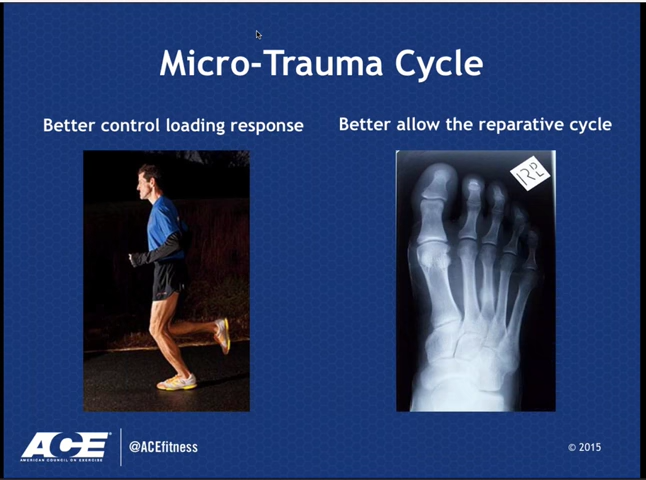 Micro-Trauma Cycle
Better control loading response
Better allow the reparative cycle
ACE
AMERICAN COUNCIL ON EXERCISE
@ACEfitness
© 2015